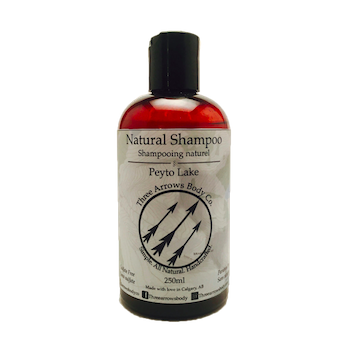 Natural Shampoo
Shampooing naturel
Peyto Lake
Three Arrows Body Co.
Simple. All Natural. Handcrafted.
250ml
Made with love in Calgary, AB